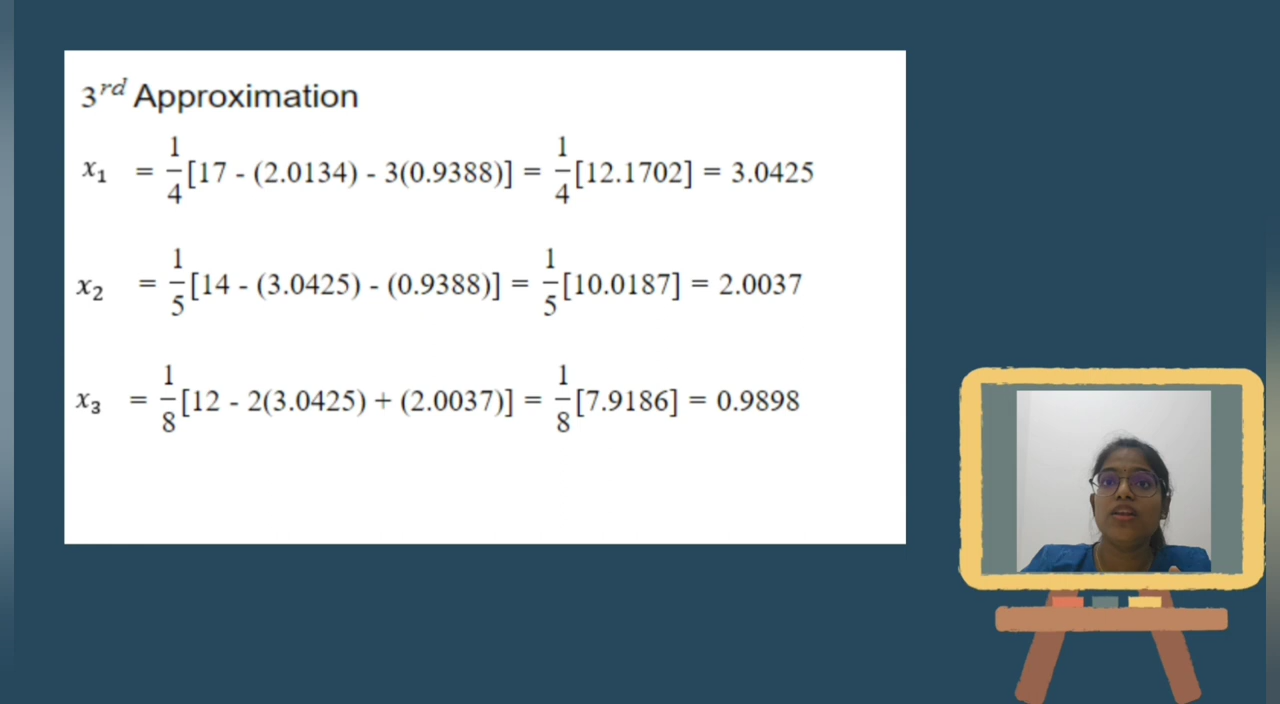 3rd Approximation
x₁ = 1/4[17 - (2.0134) - 3(0.9388)] = 1/4[12.1702] = 3.0425
x₂ = 1/5[14 - (3.0425) - (0.9388)] = 1/5[10.0187] = 2.0037
x₃ = 1/8[12 - 2(3.0425) + (2.0037)] = 1/8[7.9186] = 0.9898